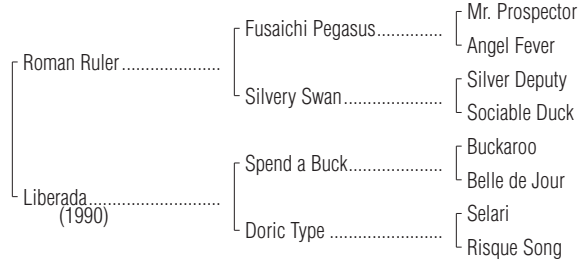 Mr. Prospector
Fusaichi Pegasus..............
Angel Fever
Roman Ruler.....................
Silver Deputy
Silvery Swan.....................
Sociable Duck
Buckaroo
Spend a Buck....................
Belle de Jour
Liberada............................
(1990)
Selari
Doric Type ........................
Risque Song